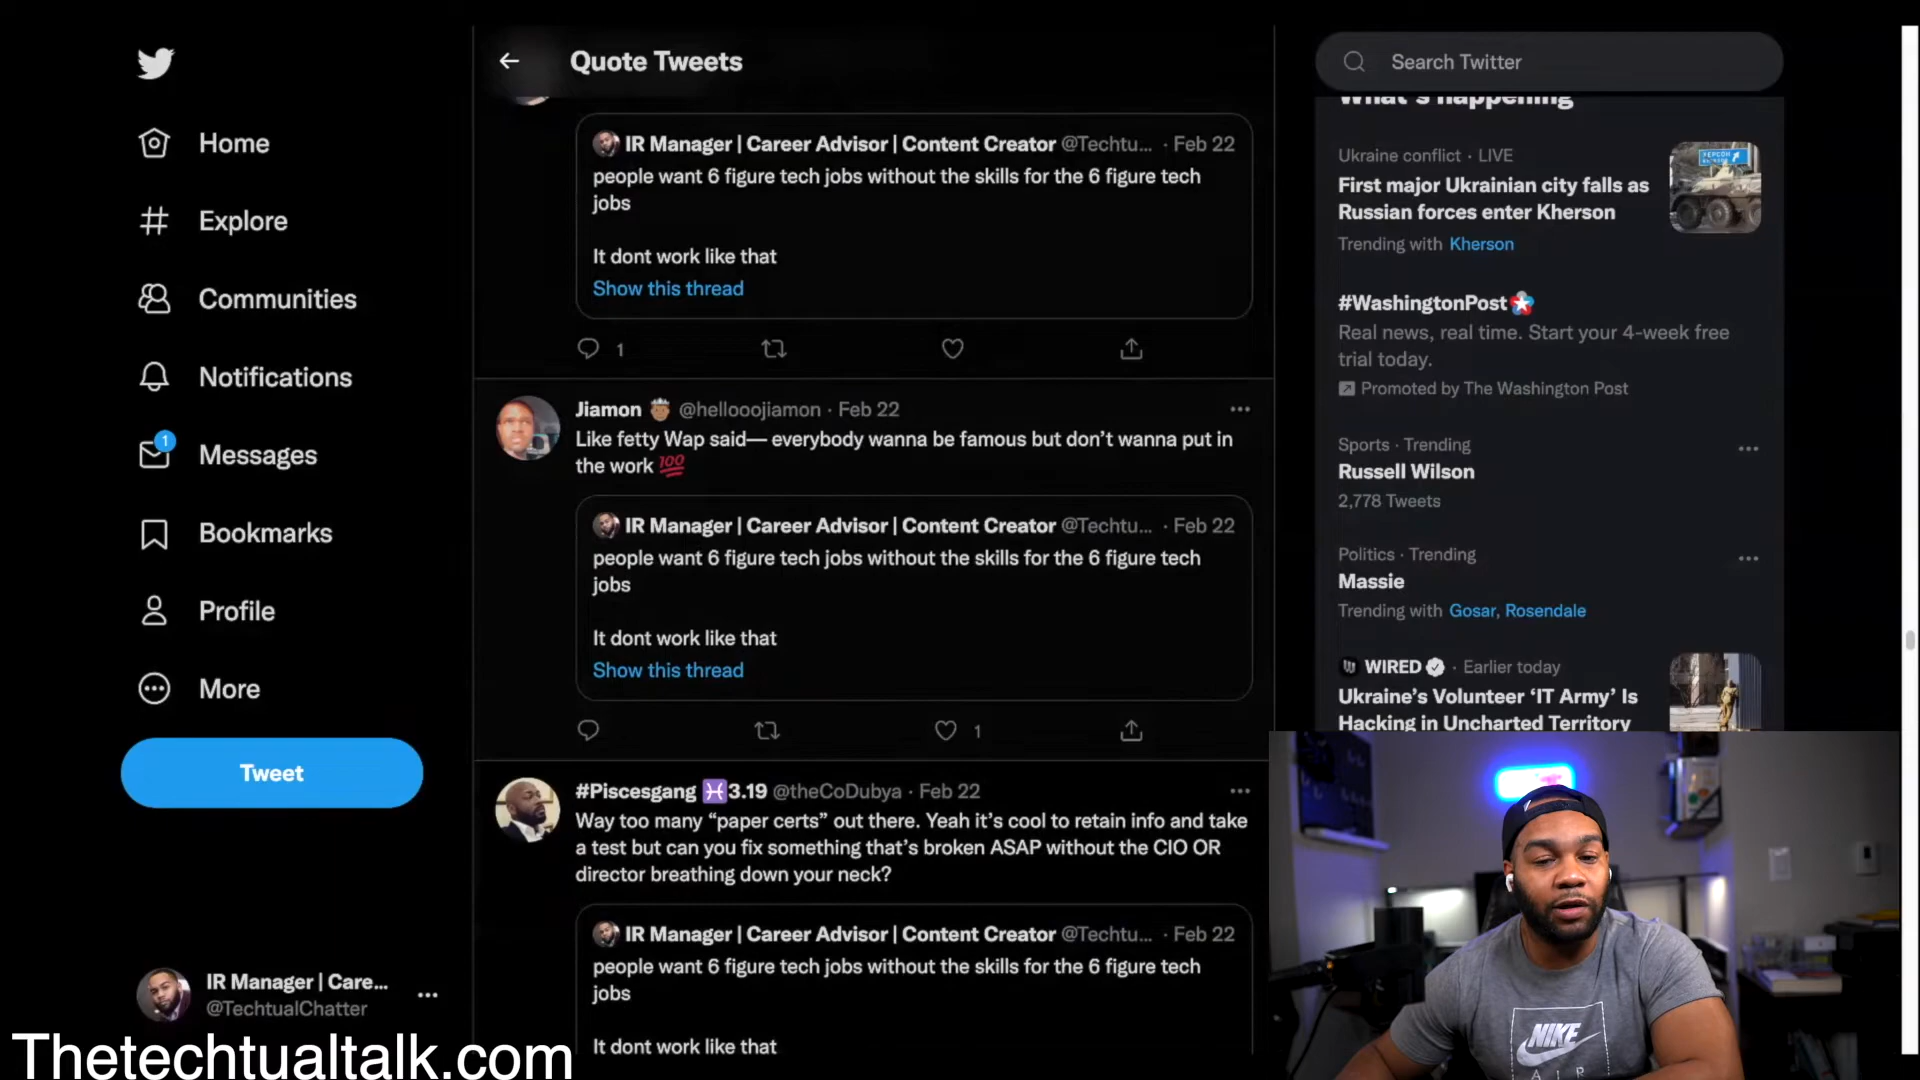 Home
Explore
Communities
Notifications
1
Messages
Bookmarks
Profile
More
Tweet
IR Manager | Care...
@TechtualChatter
Thetechtualtalk.com
Quote Tweets
IR Manager | Career Advisor | Content Creator @Techtu... · Feb 22
people want 6 figure tech jobs without the skills for the 6 figure tech
jobs
It dont work like that
Show this thread
1
Jiamon @hellooojiamon · Feb 22
Like fetty Wap said— everybody wanna be famous but don’t wanna put in
the work 💯
IR Manager | Career Advisor | Content Creator @Techtu... · Feb 22
people want 6 figure tech jobs without the skills for the 6 figure tech
jobs
It dont work like that
Show this thread
1
#Piscesgang ♓3.19 @theCoDubya · Feb 22
Way too many “paper certs” out there. Yeah it’s cool to retain info and take
a test but can you fix something that’s broken ASAP without the CIO OR
director breathing down your neck?
IR Manager | Career Advisor | Content Creator @Techtu... · Feb 22
people want 6 figure tech jobs without the skills for the 6 figure tech
jobs
It dont work like that
Search Twitter
What's happening
Ukraine conflict · LIVE
First major Ukrainian city falls as
Russian forces enter Kherson
Trending with Kherson
#WashingtonPost
Real news, real time. Start your 4-week free
trial today.
Promoted by The Washington Post
Sports · Trending
Russell Wilson
2,778 Tweets
Politics · Trending
Massie
Trending with Gosar, Rosendale
WIRED · Earlier today
Ukraine’s Volunteer ‘IT Army’ Is
Hacking in Uncharted Territory
NIKE
AIR